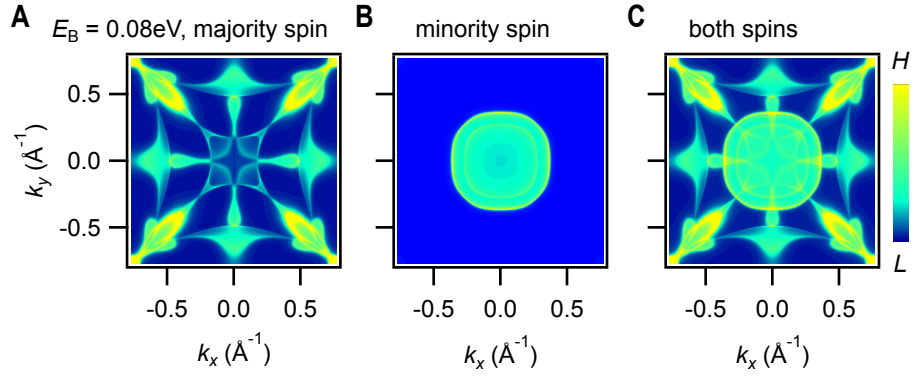 A E_B = 0.08eV, majority spin
B minority spin
C both spins
H
L
k_y (Å⁻¹)
0.5
0.0
-0.5
-0.5 0.0 0.5
k_x (Å⁻¹)
-0.5 0.0 0.5
k_x (Å⁻¹)
-0.5 0.0 0.5
k_x (Å⁻¹)